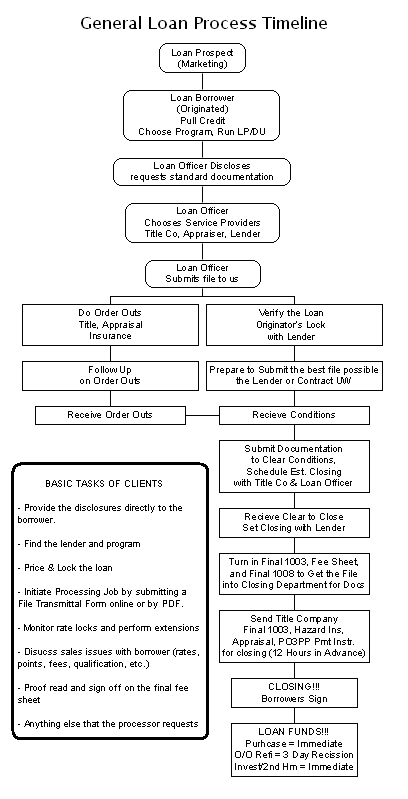 General Loan Process Timeline
Loan Prospect
(Marketing)
Loan Borrower
(Originated)
Pull Credit
Choose Program, Run LP/DU
Loan Officer Discloses
requests standard documentation
Loan Officer
Chooses Service Providers
Title Co, Appraiser, Lender
Loan Officer
Submits file to us
Do Order Outs
Title, Appraisal
Insurance
Verify the Loan
Originator's Lock
with Lender
Follow Up
on Order Outs
Prepare to Submit the best file possible
the Lender or Contract UW
Receive Order Outs
Recieve Conditions
Submit Documentation
to Clear Conditions,
Schedule Est. Closing
with Title Co & Loan Officer
Recieve Clear to Close
Set Closing with Lender
Turn in Final 1003, Fee Sheet,
and Final 1008 to Get the File
into Closing Department for Docs
Send Title Company
Final 1003, Hazard Ins,
Appraisal, PO3PP Pmt Instr.
for closing (12 Hours in Advance)
CLOSING!!!
Borrowers Sign
LOAN FUNDS!!!
Purhcase = Immediate
O/O Refi = 3 Day Recission
Invest/2nd Hm = Immediate
BASIC TASKS OF CLIENTS
- Provide the disclosures directly to the
borrower.
- Find the lender and program
- Price & Lock the loan
- Initiate Processing Job by submitting a
File Transmittal Form online or by PDF.
- Monitor rate locks and perform extensions
- Disucss sales issues with borrower (rates,
points, fees, qualification, etc.)
- Proof read and sign off on the final fee
sheet
- Anything else that the processor requests